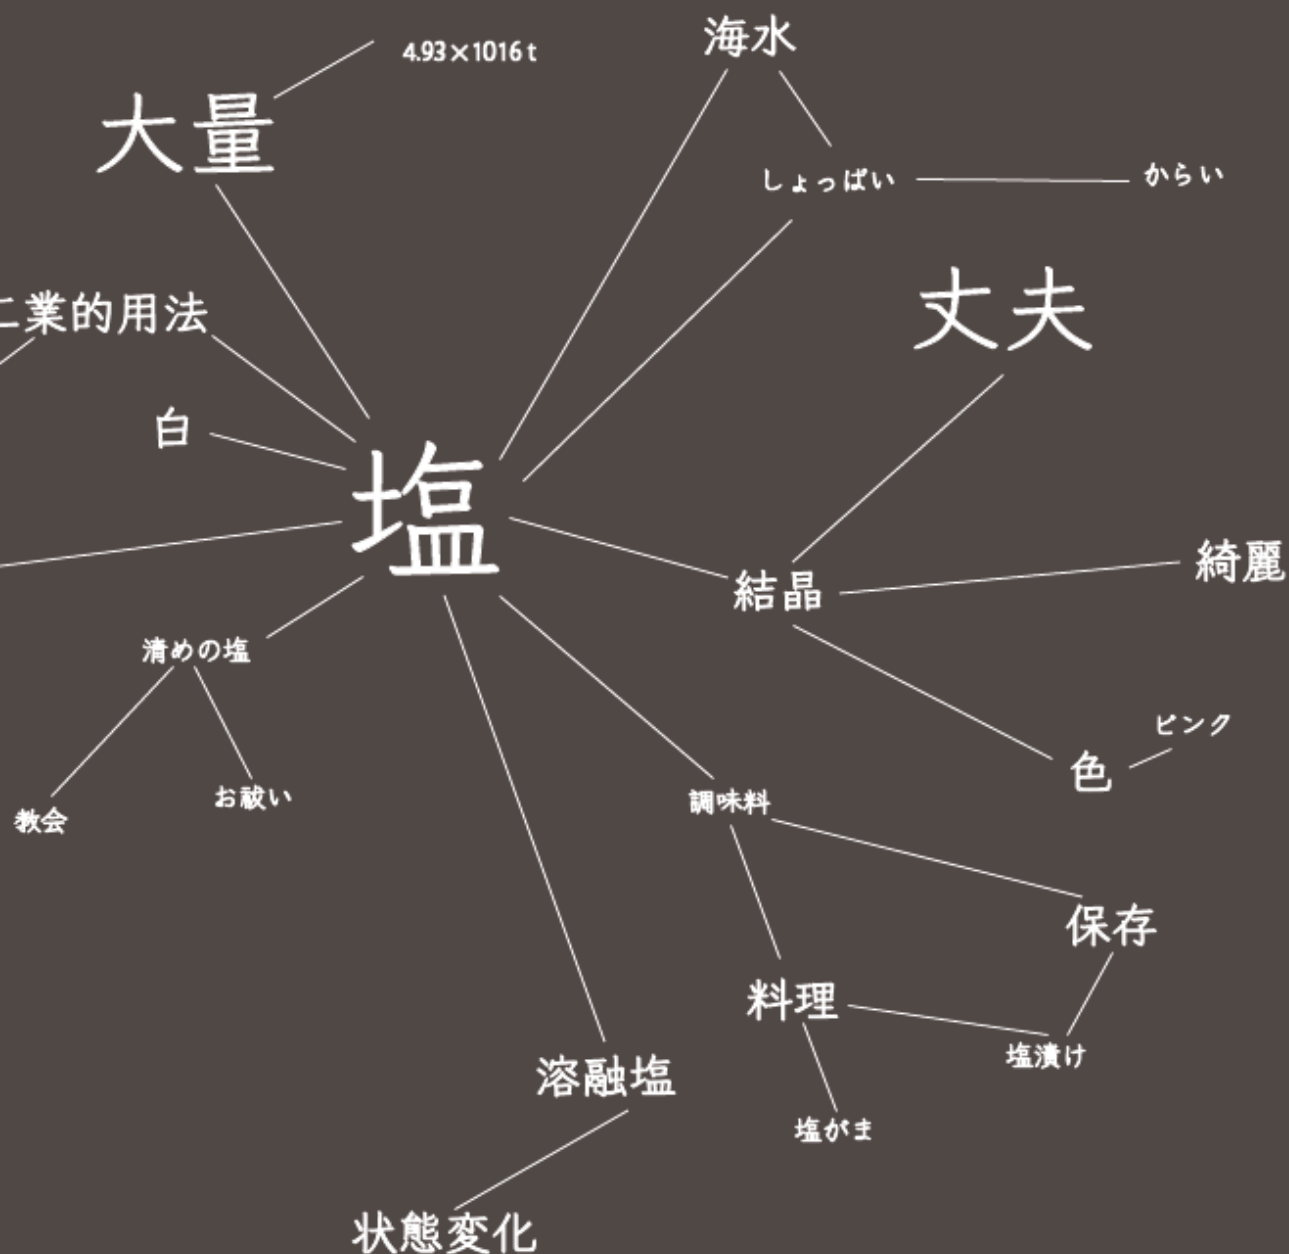 海水
4.93×1016 t
大量
しょっぱい
からい
丈夫
工業的用法
白
塩
綺麗
結晶
清めの塩
ピンク
色
お祓い
調味料
教会
保存
料理
塩漬け
溶融塩
塩がま
状態変化